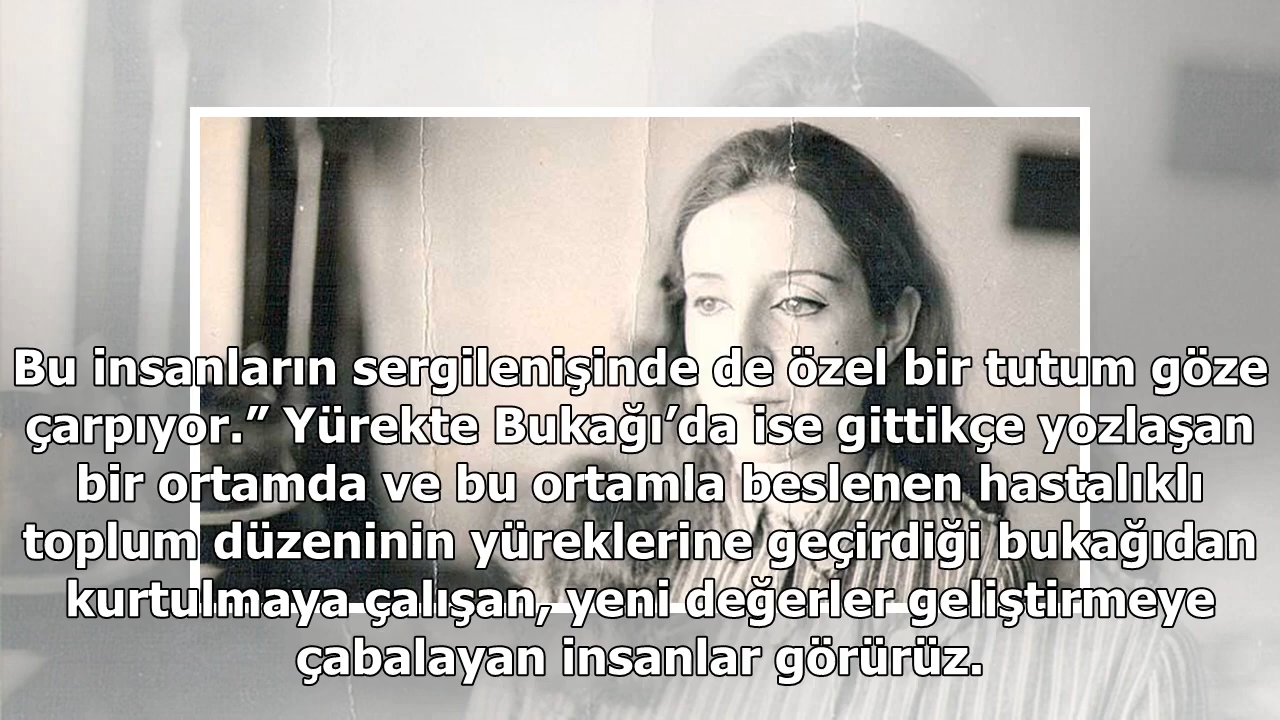 Bu insanların sergilenişinde de özel bir tutum göze
çarpıyor.” Yürekte Bukağı’da ise gittikçe yozlaşan
bir ortamda ve bu ortamla beslenen hastalıklı
toplum düzeninin yüreklerine geçirdiği bukağıdan
kurtulmaya çalışan, yeni değerler geliştirmeye
çabalayan insanlar görürüz.